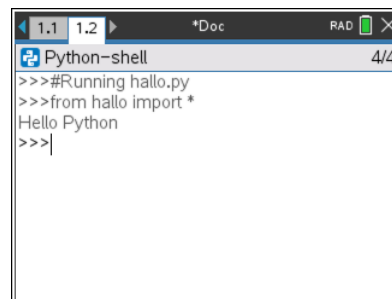 1.1 1.2 *Doc RAD
Python-shell 4/4
>>>#Running hallo.py
>>>from hallo import *
Hello Python
>>>